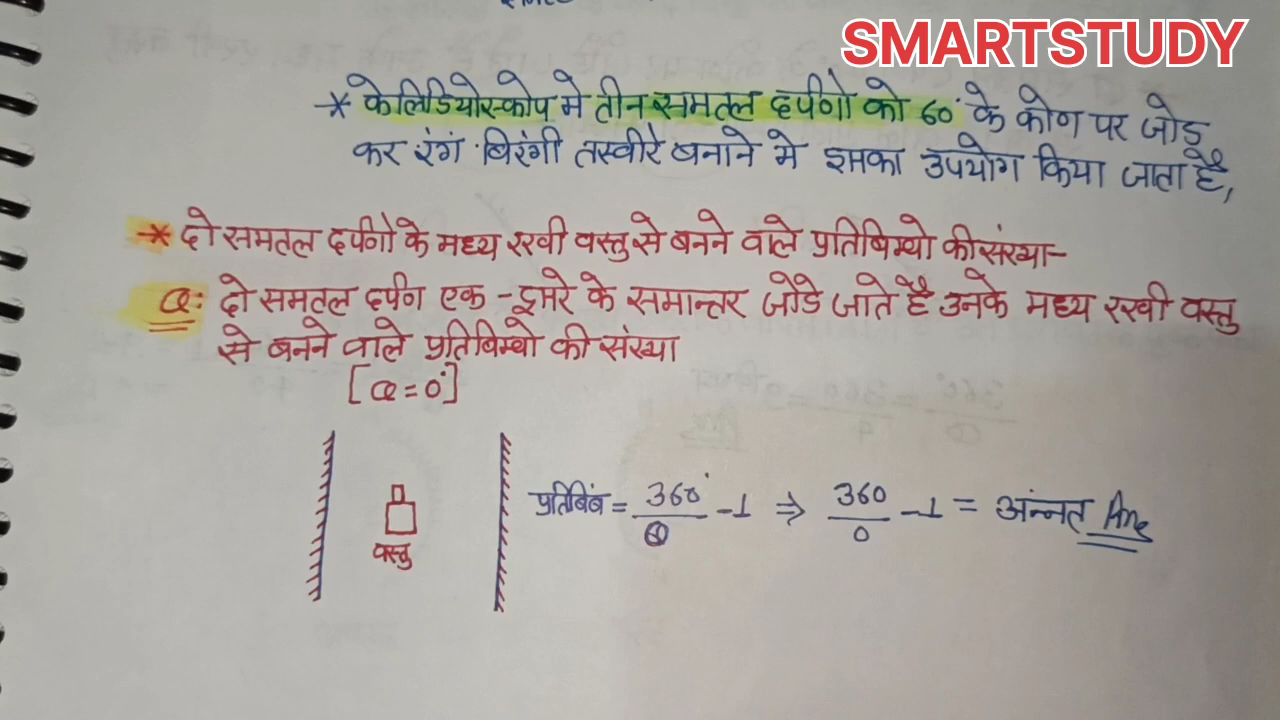 SMARTSTUDY
* केलिडियोस्कोप मे तीन समतल दर्पणो को 60° के कोण पर जोड़
कर रंग बिरंगी तस्वीरे बनाने मे इसका उपयोग किया जाता है,
* दो समतल दर्पणो के मध्य रखी वस्तु से बनने वाले प्रतिबिम्बो की संख्या-
Q: दो समतल दर्पण एक-दूसरे के समान्तर जोडे जाते है उनके मध्य रखी वस्तु
से बनने वाले प्रतिबिम्बो की संख्या
[Q = 0°]
प्रतिबिंब = 360°/Q - 1 ⇒ 360/0 - 1 = अंन्नत Ans
वस्तु